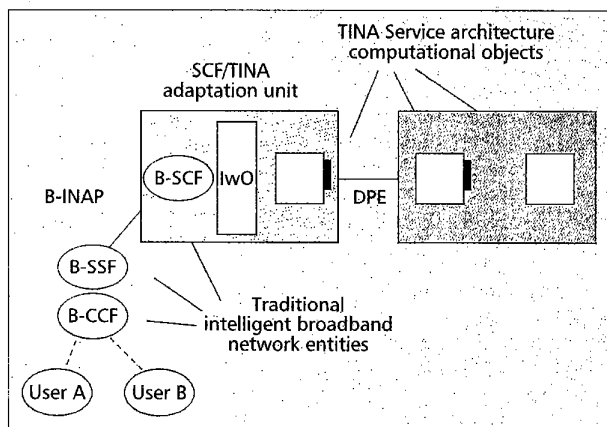 TINA Service architecture
computational objects
SCF/TINA
adaptation unit
B-SCF
IwO
B-INAP
DPE
B-SSF
B-CCF
Traditional
intelligent broadband
network entities
User A
User B